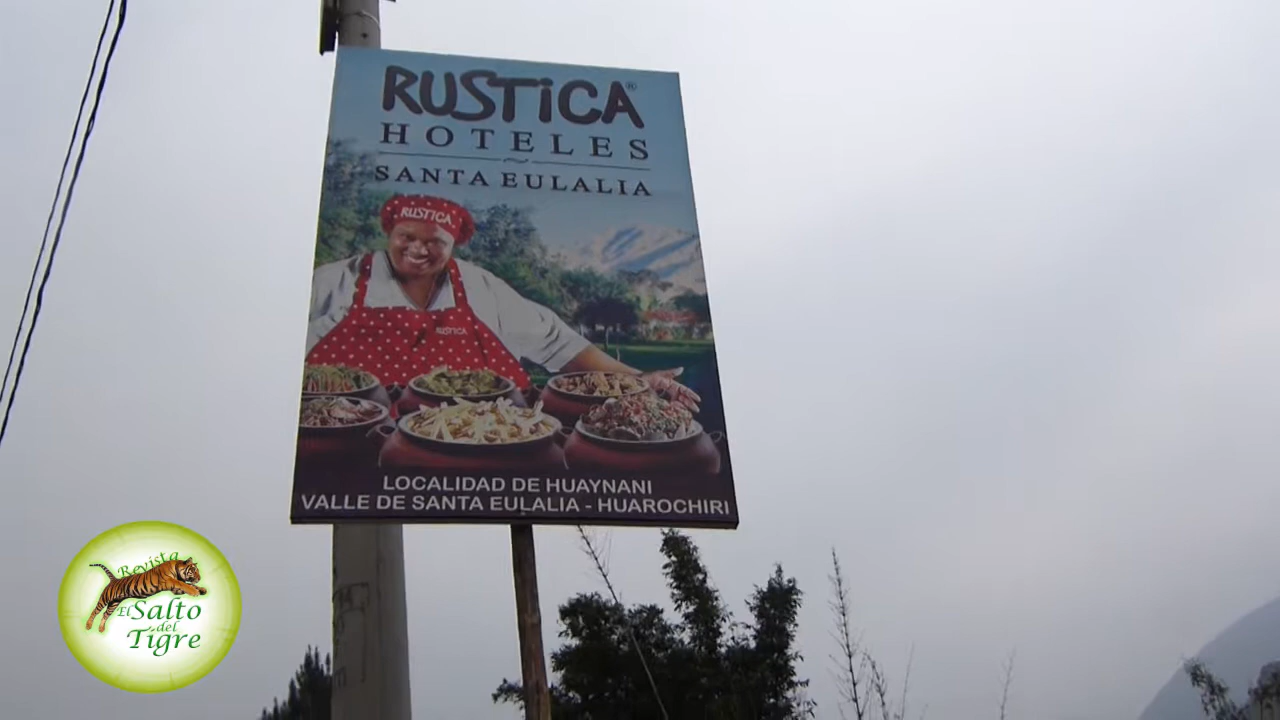 RUSTiCA®
HOTELES
SANTA EULALIA
RUSTICA
RUSTICA
LOCALIDAD DE HUAYNANI
VALLE DE SANTA EULALIA - HUAROCHIRI
Revista
El Salto
del
Tigre